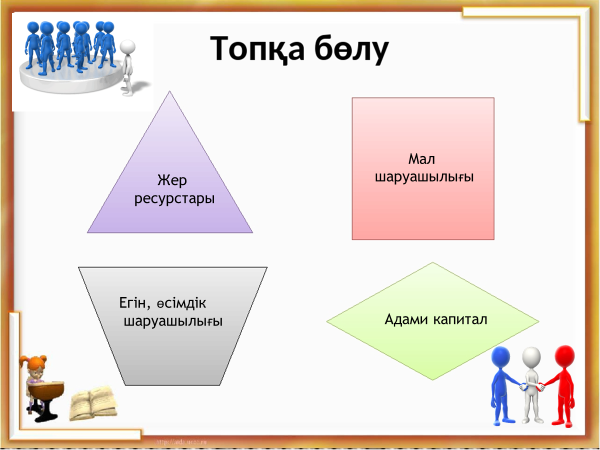 Топқа бөлу
Жер
ресурстары
Мал
шаруашылығы
Егін, өсімдік
шаруашылығы
Адами капитал